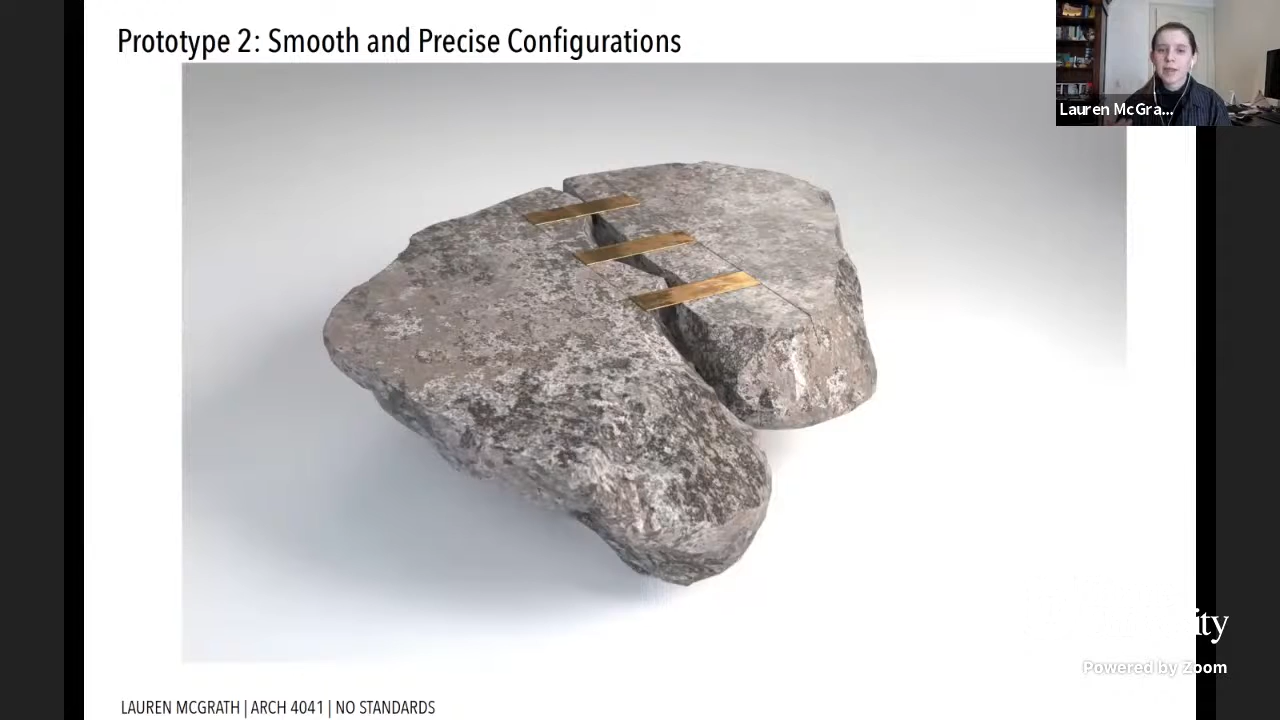 Prototype 2: Smooth and Precise Configurations
Lauren McGra...
Powered by Zoom
LAUREN MCGRATH | ARCH 4041 | NO STANDARDS